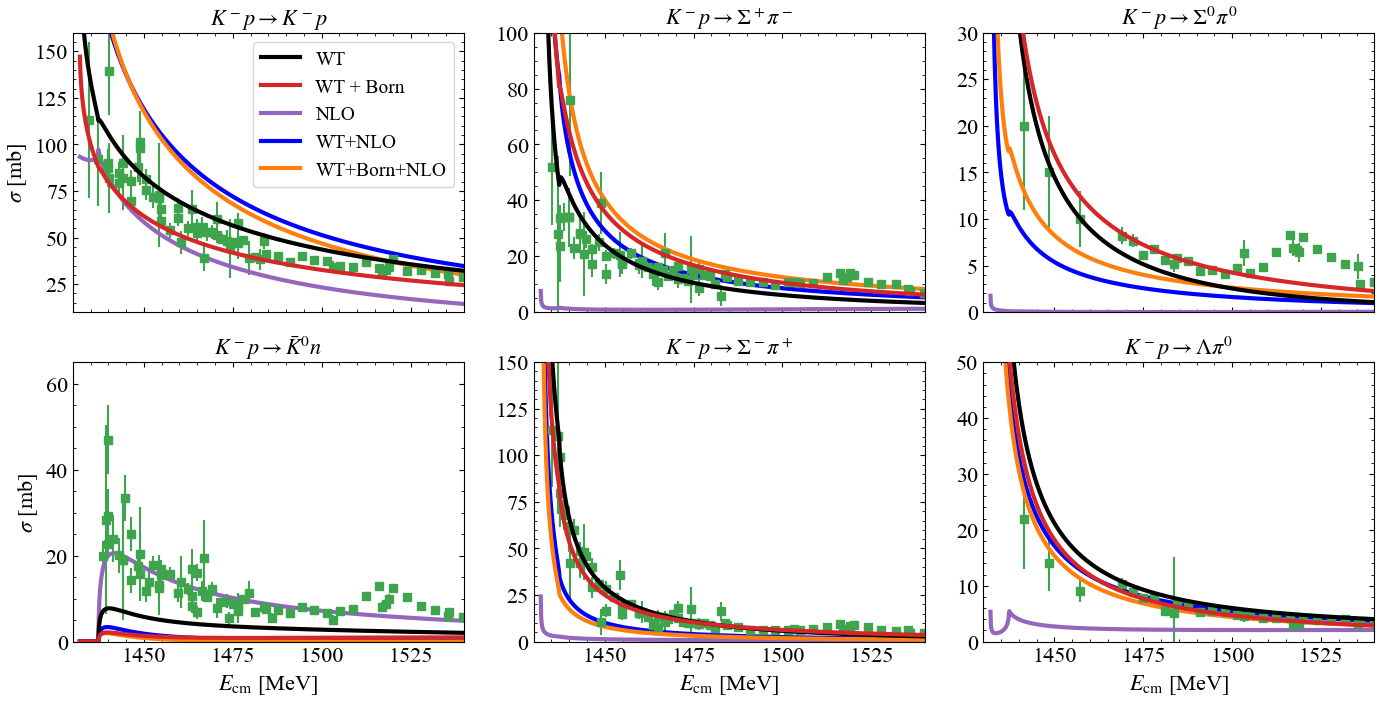 K⁻p → K⁻p
K⁻p → Σ⁺π⁻
K⁻p → Σ⁰π⁰
150
125
100
75
50
25
σ [mb]
WT
WT + Born
NLO
WT+NLO
WT+Born+NLO
100
80
60
40
20
0
30
25
20
15
10
5
0
K⁻p → K̄⁰n
K⁻p → Σ⁻π⁺
K⁻p → Λπ⁰
60
40
20
0
σ [mb]
150
125
100
75
50
25
0
50
40
30
20
10
0
1450 1475 1500 1525
1450 1475 1500 1525
1450 1475 1500 1525
E_cm [MeV]
E_cm [MeV]
E_cm [MeV]